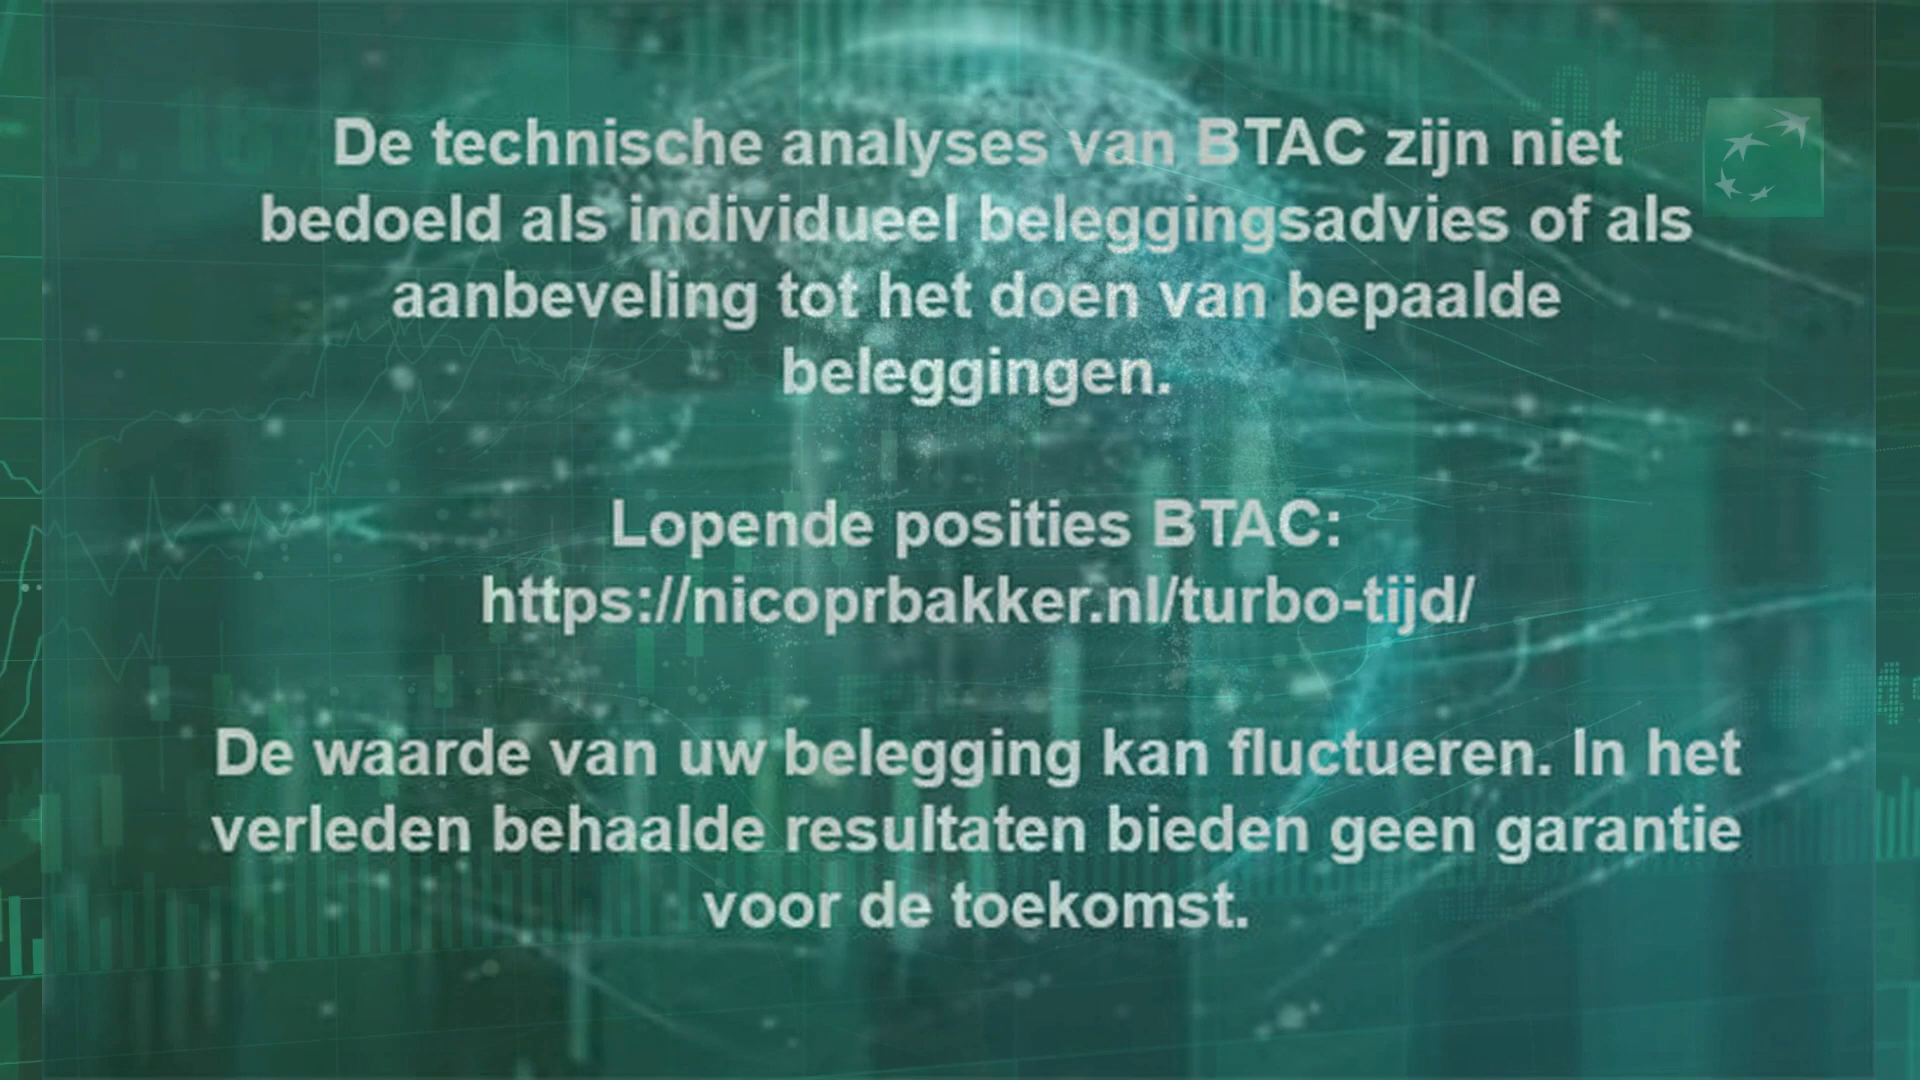 De technische analyses van BTAC zijn niet
bedoeld als individueel beleggingsadvies of als
aanbeveling tot het doen van bepaalde
beleggingen.
Lopende posities BTAC:
https://nicoprbakker.nl/turbo-tijd/
De waarde van uw belegging kan fluctueren. In het
verleden behaalde resultaten bieden geen garantie
voor de toekomst.